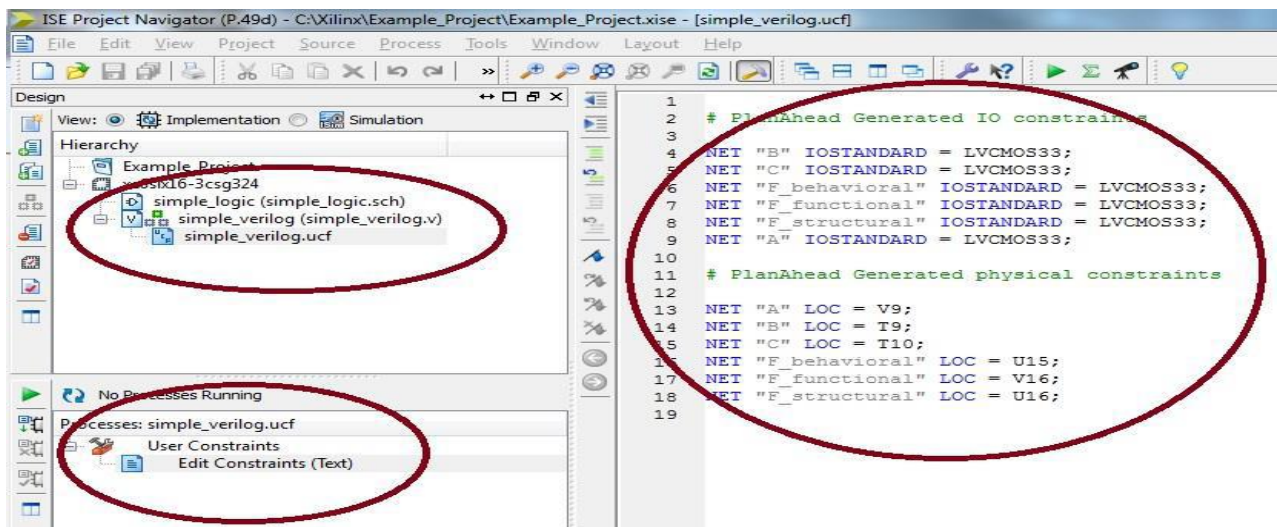 ISE Project Navigator (P.49d) - C:\Xilinx\Example_Project\Example_Project.xise - [simple_verilog.ucf]
File Edit View Project Source Process Tools Window Layout Help
Design
View: Implementation Simulation
Hierarchy
Example_Project
simple_logic (simple_logic.sch)
simple_verilog (simple_verilog.v)
simple_verilog.ucf
No Processes Running
Processes: simple_verilog.ucf
User Constraints
Edit Constraints (Text)
1
2 # PlanAhead Generated IO constraints
3
4 NET "B" IOSTANDARD = LVCMOS33;
5 NET "C" IOSTANDARD = LVCMOS33;
6 NET "F_behavioral" IOSTANDARD = LVCMOS33;
7 NET "F_functional" IOSTANDARD = LVCMOS33;
8 NET "F_structural" IOSTANDARD = LVCMOS33;
9 NET "A" IOSTANDARD = LVCMOS33;
10
11 # PlanAhead Generated physical constraints
12
13 NET "A" LOC = V9;
14 NET "B" LOC = T9;
15 NET "C" LOC = T10;
16 NET "F_behavioral" LOC = U15;
17 NET "F_functional" LOC = V16;
18 NET "F_structural" LOC = U16;
19